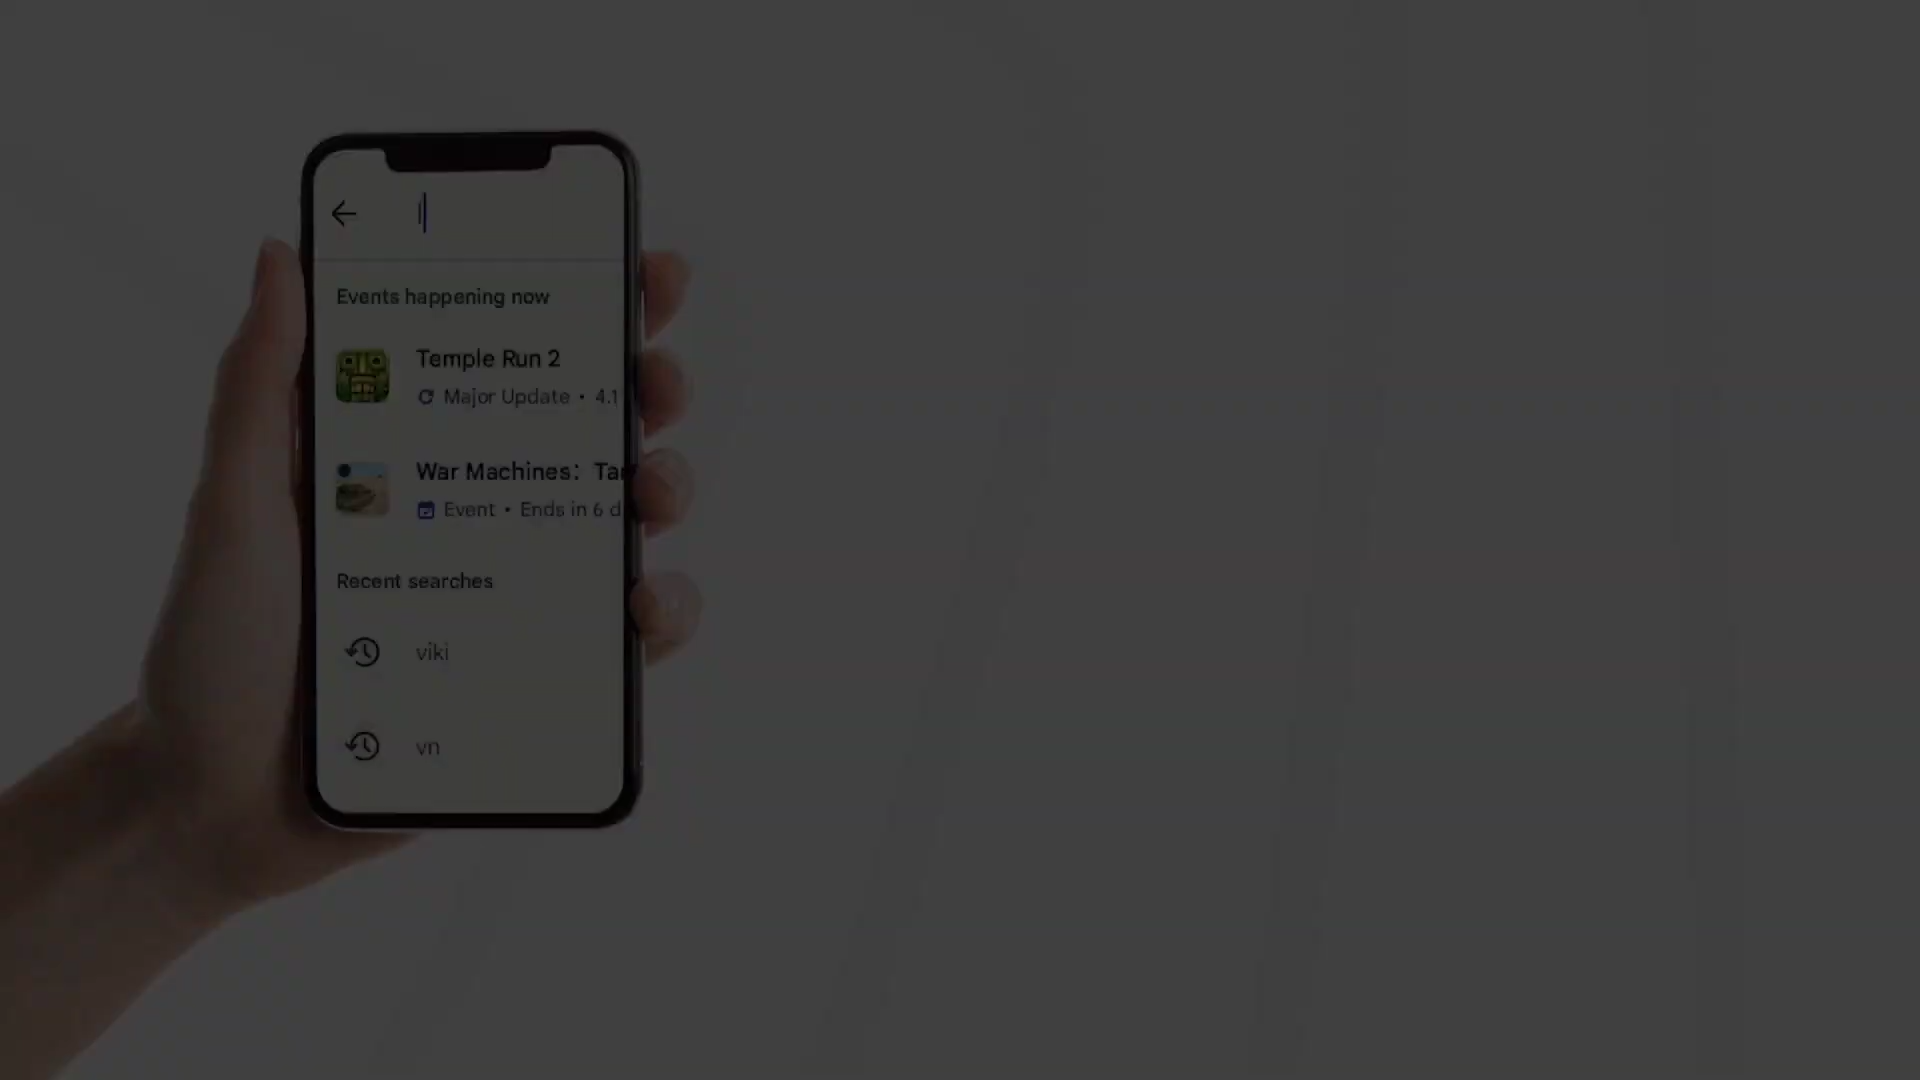 Events happening now
Temple Run 2
Major Update • 4.1
War Machines: Tan
Event • Ends in 6 d
Recent searches
viki
vn